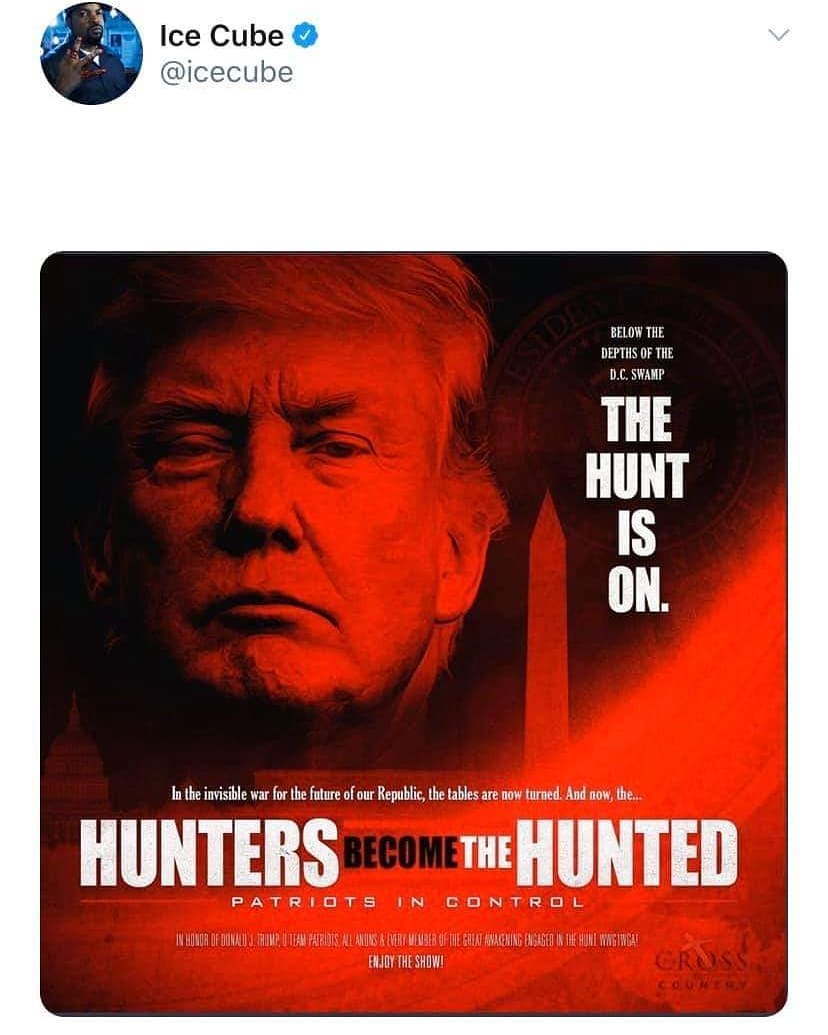 Ice Cube
@icecube
BELOW THE
DEPTHS OF THE
D.C. SWAMP
THE
HUNT
IS
ON.
In the invisible war for the future of our Republic, the tables are now turned. And now, the...
HUNTERS BECOME THE HUNTED
PATRIOTS IN CONTROL
IN HONOR OF DONALD J. TRUMP, Q TEAM PATRIOTS, ALL ANONS & EVERY MEMBER OF THE GREAT AWAKENING ENGAGED IN THE HUNT. WWG1WGA!
ENJOY THE SHOW!
CROSS
COUNTRY